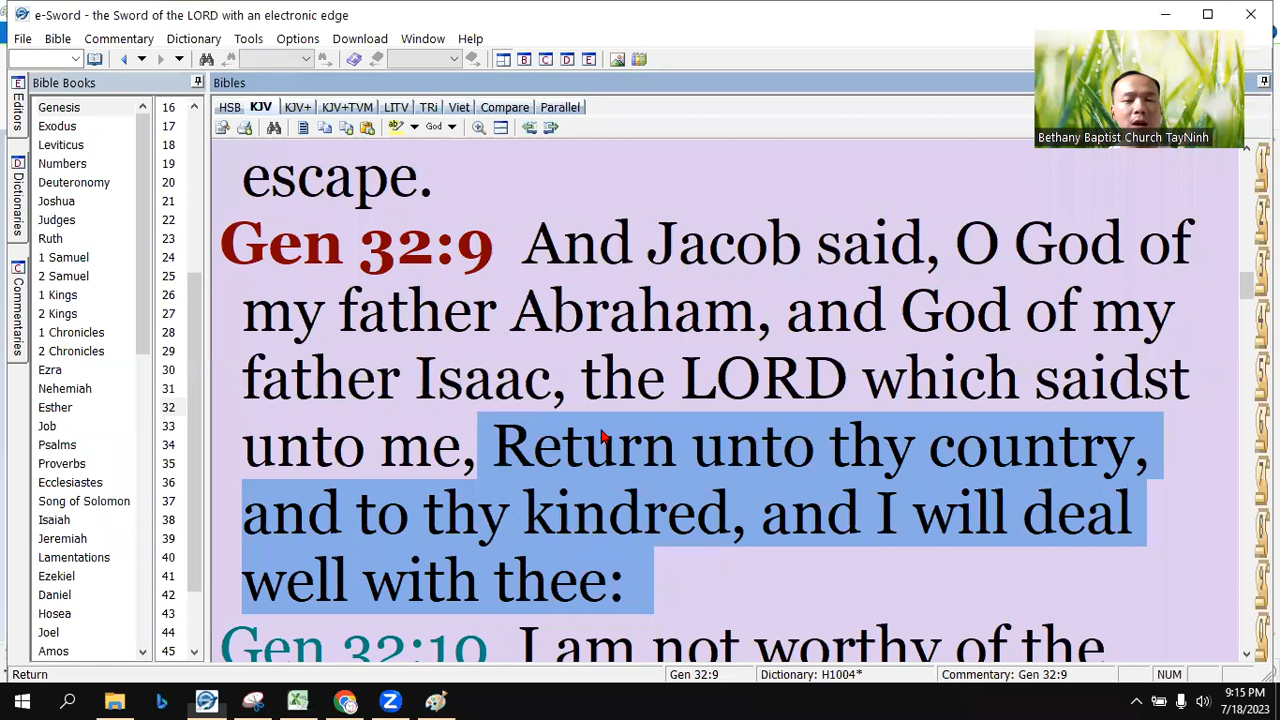 e-Sword - the Sword of the LORD with an electronic edge
File Bible Commentary Dictionary Tools Options Download Window Help
B C D E
Bible Books
Bibles
Editors
Dictionaries
Commentaries
HSB KJV KJV+ KJV+TVM LITV TRi Viet Compare Parallel
God
Bethany Baptist Church TayNinh
Genesis 16
Exodus 17
Leviticus 18
Numbers 19
Deuteronomy 20
Joshua 21
Judges 22
Ruth 23
1 Samuel 24
2 Samuel 25
1 Kings 26
2 Kings 27
1 Chronicles 28
2 Chronicles 29
Ezra 30
Nehemiah 31
Esther 32
Job 33
Psalms 34
Proverbs 35
Ecclesiastes 36
Song of Solomon 37
Isaiah 38
Jeremiah 39
Lamentations 40
Ezekiel 41
Daniel 42
Hosea 43
Joel 44
Amos 45
escape.
Gen 32:9 And Jacob said, O God of
my father Abraham, and God of my
father Isaac, the LORD which saidst
unto me, Return unto thy country,
and to thy kindred, and I will deal
well with thee:
Gen 32:10 I am not worthy of the
Return
Gen 32:9
Dictionary: H1004*
Commentary: Gen 32:9
NUM
9:15 PM
7/18/2023